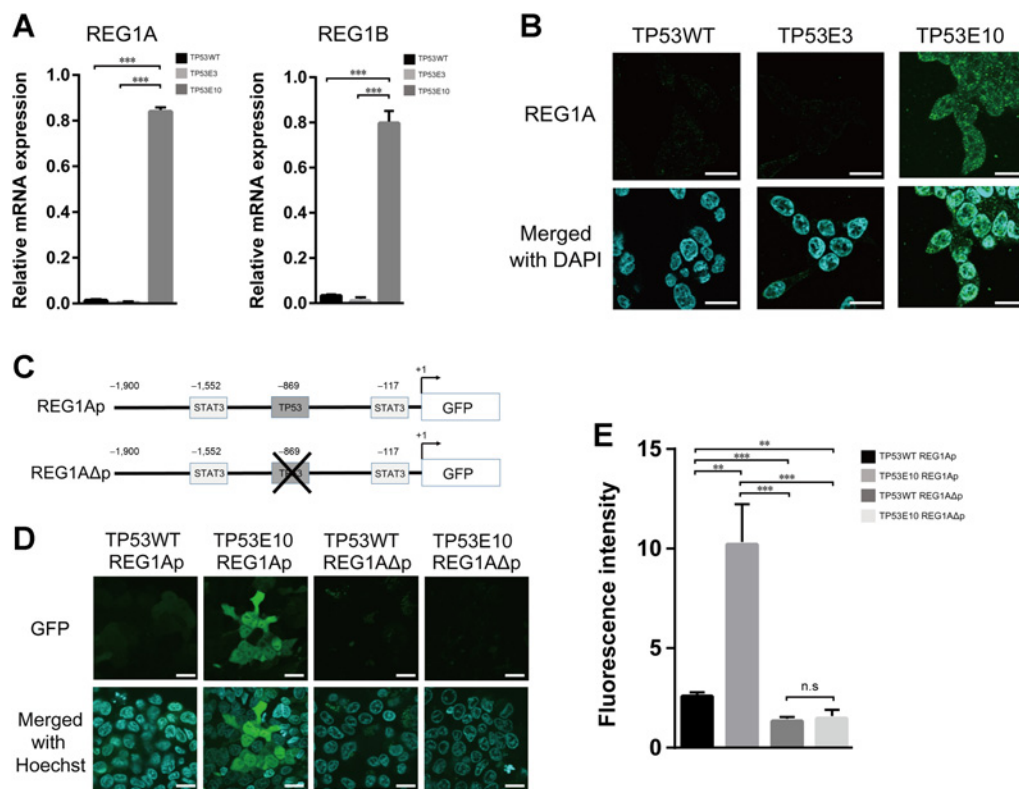 A
REG1A
REG1B
***
***
TP53WT
TP53E3
TP53E10
***
***
TP53WT
TP53E3
TP53E10
Relative mRNA expression
1.0
0.8
0.6
0.4
0.2
0.0
Relative mRNA expression
1.0
0.8
0.6
0.4
0.2
0.0
B
TP53WT
TP53E3
TP53E10
REG1A
Merged
with DAPI
C
−1,900
−1,552
−869
−117
+1
REG1Ap
STAT3
TP53
STAT3
GFP
−1,900
−1,552
−869
−117
+1
REG1AΔp
STAT3
STAT3
GFP
D
TP53WT
REG1Ap
TP53E10
REG1Ap
TP53WT
REG1AΔp
TP53E10
REG1AΔp
GFP
Merged
with
Hoechst
E
Fluorescence intensity
15
10
5
0
**
***
**
***
***
n.s
TP53WT REG1Ap
TP53E10 REG1Ap
TP53WT REG1AΔp
TP53E10 REG1AΔp